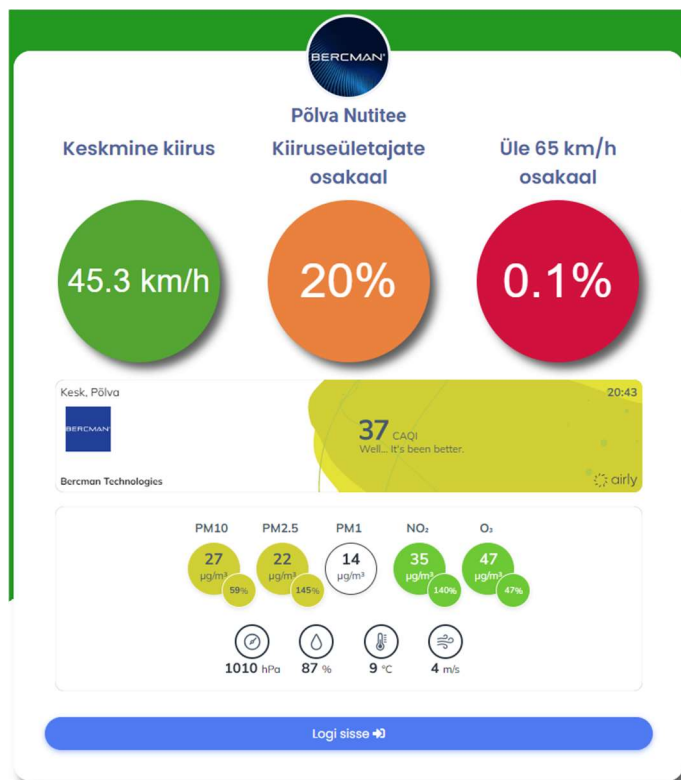 BERCMAN
Põlva Nutitee
Keskmine kiirus
Kiiruseületajate
osakaal
Üle 65 km/h
osakaal
45.3 km/h
20%
0.1%
Kesk, Põlva
20:43
BERCMAN
37 CAQI
Well... It's been better.
Bercman Technologies
airly
PM10 PM2.5 PM1 NO₂ O₃
27 22 14 35 47
µg/m³ µg/m³ µg/m³ µg/m³ µg/m³
59% 145% 140% 47%
1010 hPa 87 % 9 °C 4 m/s
Logi sisse